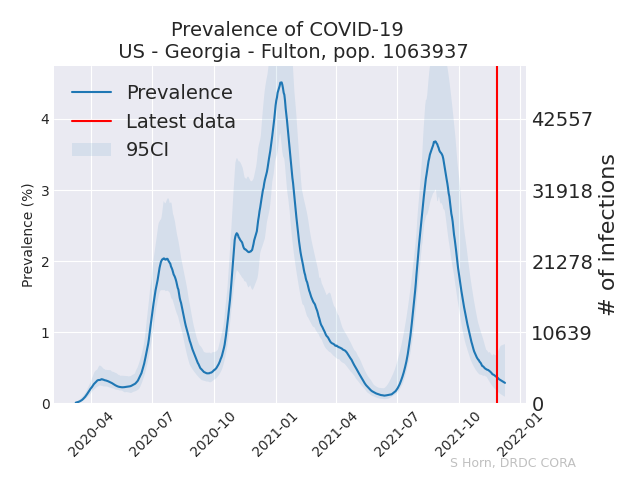 Prevalence of COVID-19
US - Georgia - Fulton, pop. 1063937
Prevalence
Latest data
95CI
Prevalence (%)
4
3
2
1
0
42557
31918
21278
10639
0
# of infections
2020-04
2020-07
2020-10
2021-01
2021-04
2021-07
2021-10
2022-01
S Horn, DRDC CORA